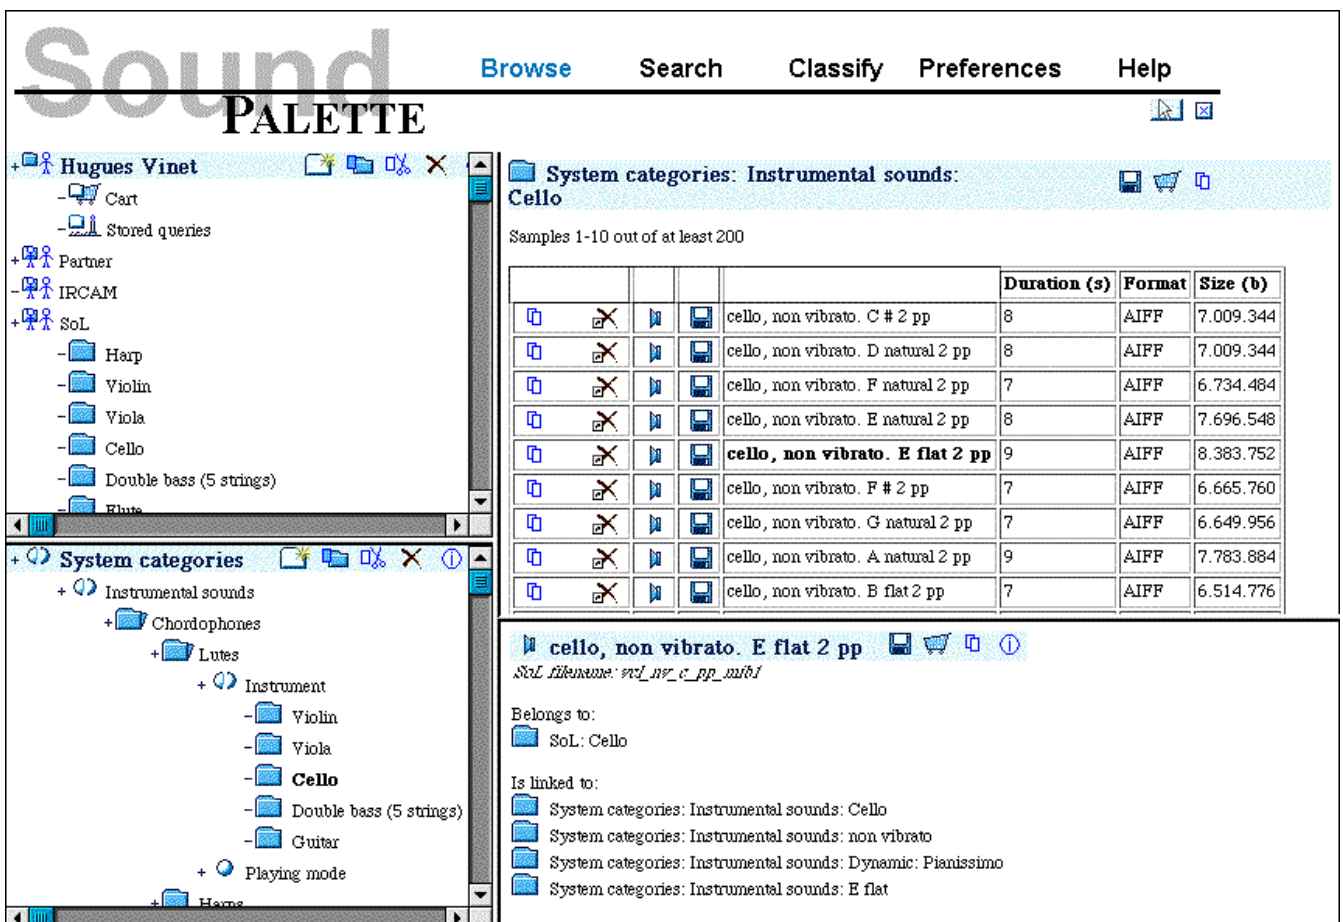 Sound
PALETTE
Browse Search Classify Preferences Help
Hugues Vinet
Cart
Stored queries
Partner
IRCAM
SoL
Harp
Violin
Viola
Cello
Double bass (5 strings)
Flute
System categories
Instrumental sounds
Chordophones
Lutes
Instrument
Violin
Viola
Cello
Double bass (5 strings)
Guitar
Playing mode
Harps
System categories: Instrumental sounds:
Cello
Samples 1-10 out of at least 200
Duration (s) Format Size (b)
cello, non vibrato. C # 2 pp 8 AIFF 7.009.344
cello, non vibrato. D natural 2 pp 8 AIFF 7.009.344
cello, non vibrato. F natural 2 pp 7 AIFF 6.734.484
cello, non vibrato. E natural 2 pp 8 AIFF 7.696.548
cello, non vibrato. E flat 2 pp 9 AIFF 8.383.752
cello, non vibrato. F # 2 pp 7 AIFF 6.665.760
cello, non vibrato. G natural 2 pp 7 AIFF 6.649.956
cello, non vibrato. A natural 2 pp 9 AIFF 7.783.884
cello, non vibrato. B flat 2 pp 7 AIFF 6.514.776
cello, non vibrato. E flat 2 pp
SoL filename: vcl_nv_c_pp_mib1
Belongs to:
SoL: Cello
Is linked to:
System categories: Instrumental sounds: Cello
System categories: Instrumental sounds: non vibrato
System categories: Instrumental sounds: Dynamic: Pianissimo
System categories: Instrumental sounds: E flat